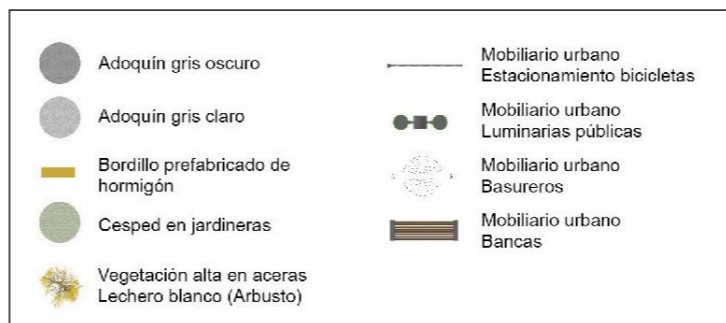 Adoquín gris oscuro
Adoquín gris claro
Bordillo prefabricado de
hormigón
Cesped en jardineras
Vegetación alta en aceras
Lechero blanco (Arbusto)
Mobiliario urbano
Estacionamiento bicicletas
Mobiliario urbano
Luminarias públicas
Mobiliario urbano
Basureros
Mobiliario urbano
Bancas